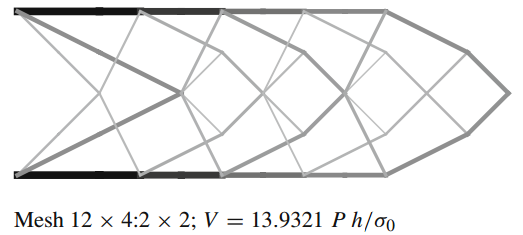 Mesh 12 × 4:2 × 2; V = 13.9321 P h/σ₀